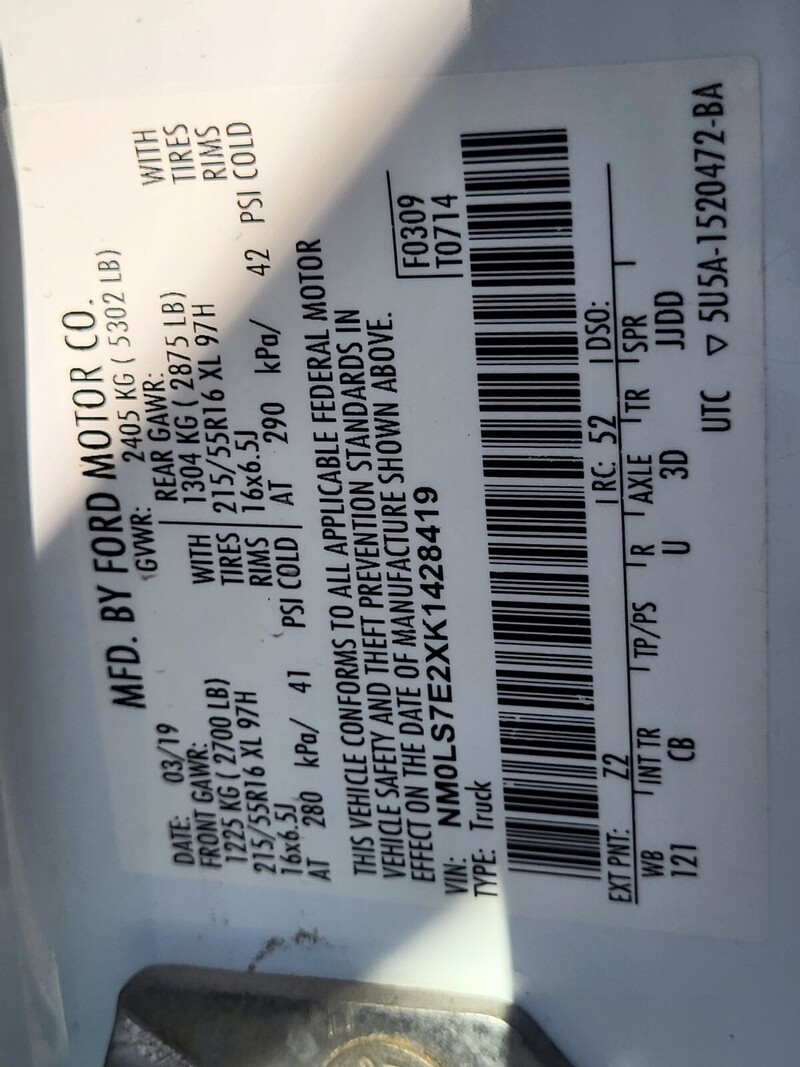 MFD. BY FORD MOTOR CO.
DATE: 03/19 GVWR: 2405 KG ( 5302 LB)
FRONT GAWR: REAR GAWR:
1225 KG ( 2700 LB) WITH 1304 KG ( 2875 LB) WITH
215/55R16 XL 97H TIRES 215/55R16 XL 97H TIRES
16x6.5J RIMS 16x6.5J RIMS
AT 280 kPa/ 41 PSI COLD AT 290 kPa/ 42 PSI COLD
THIS VEHICLE CONFORMS TO ALL APPLICABLE FEDERAL MOTOR
VEHICLE SAFETY AND THEFT PREVENTION STANDARDS IN
EFFECT ON THE DATE OF MANUFACTURE SHOWN ABOVE.
VIN: NM0LS7E2XK1428419 F0309
TYPE: Truck T0714
EXT PNT: Z2 RC: 52 DSO:
WB INT TR TP/PS R AXLE TR SPR
121 CB U 3D JJDD
UTC ▽ 5U5A-1520472-BA